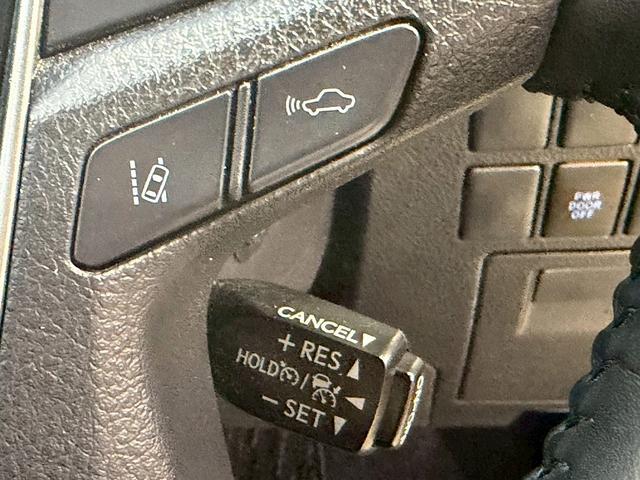 PWR
DOOR
OFF
CANCEL▼
+ RES ▲
HOLD / ◀
− SET ▼